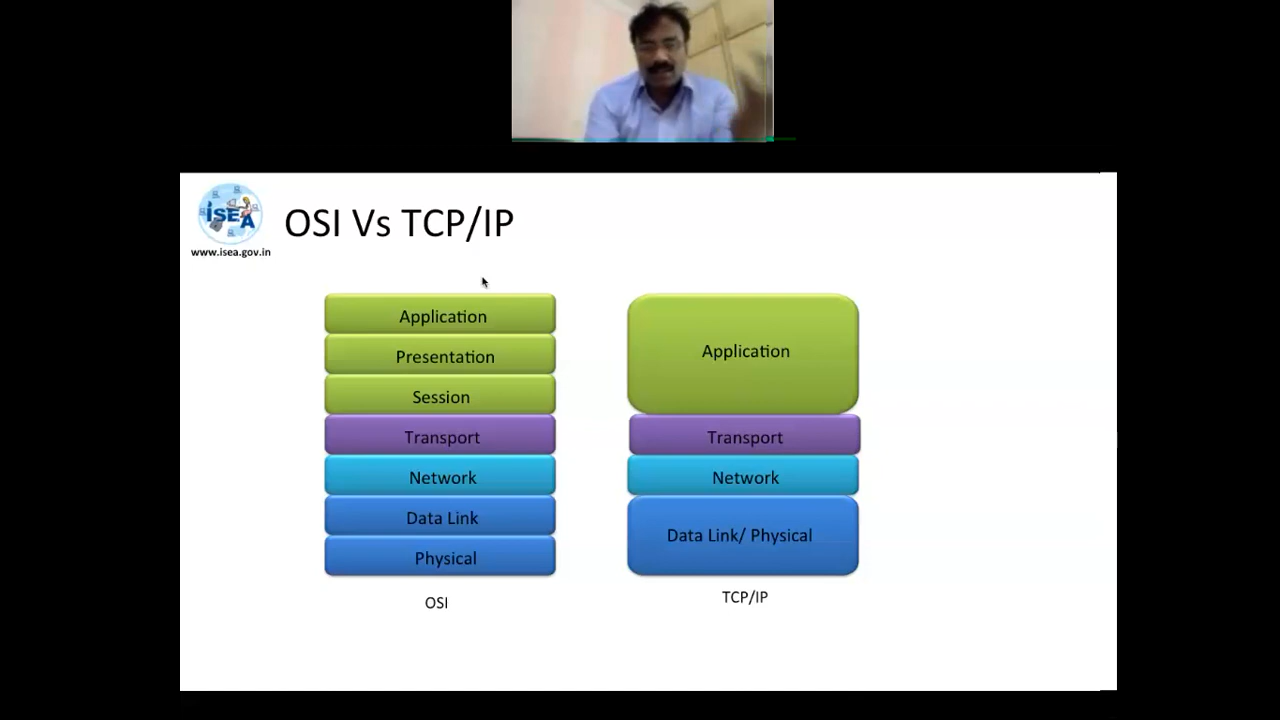 ISEA
www.isea.gov.in
OSI Vs TCP/IP
Application
Presentation
Session
Transport
Network
Data Link
Physical
OSI
Application
Transport
Network
Data Link/ Physical
TCP/IP